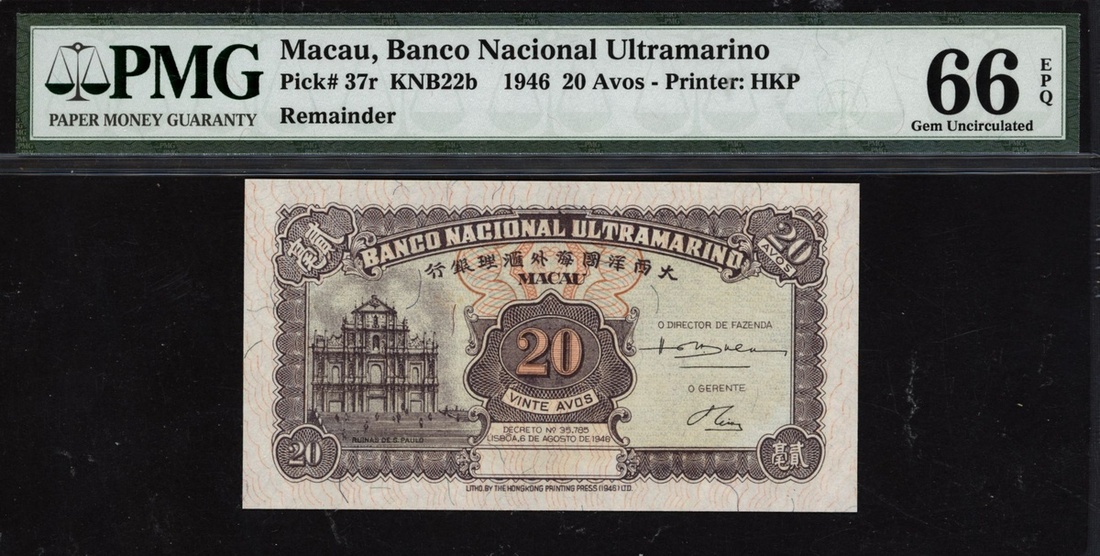 PMG
PAPER MONEY GUARANTY
Macau, Banco Nacional Ultramarino
Pick# 37r KNB22b 1946 20 Avos - Printer: HKP
Remainder
66 EPQ
Gem Uncirculated
BANCO NACIONAL ULTRAMARINO
20
AVOS
行銀理滙外海國洋西大
MACAU
O DIRECTOR DE FAZENDA
20
O GERENTE
VINTE AVOS
DECRETO Nº 35.785
LISBÔA, 6 DE AGOSTO DE 1946
RUINAS DE S. PAULO
20
毫貳
LITHO. BY THE HONGKONG PRINTING PRESS (1946) LTD.